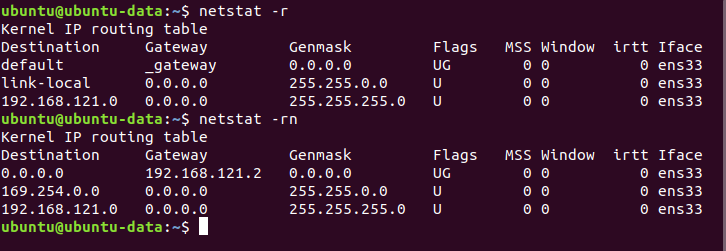 ubuntu@ubuntu-data:~$ netstat -r
Kernel IP routing table
Destination     Gateway         Genmask         Flags   MSS Window  irtt Iface
default         _gateway        0.0.0.0         UG        0 0          0 ens33
link-local      0.0.0.0         255.255.0.0     U         0 0          0 ens33
192.168.121.0   0.0.0.0         255.255.255.0   U         0 0          0 ens33
ubuntu@ubuntu-data:~$ netstat -rn
Kernel IP routing table
Destination     Gateway         Genmask         Flags   MSS Window  irtt Iface
0.0.0.0         192.168.121.2   0.0.0.0         UG        0 0          0 ens33
169.254.0.0     0.0.0.0         255.255.0.0     U         0 0          0 ens33
192.168.121.0   0.0.0.0         255.255.255.0   U         0 0          0 ens33
ubuntu@ubuntu-data:~$